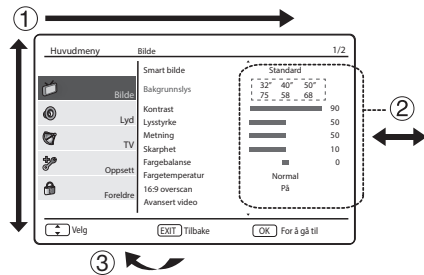 ①
Huvudmeny Bilde 1/2
Smart bilde Standard
Bakgrunnslys 32" 40" 50"
75 58 68
Kontrast 90
Lysstyrke 50
Metning 50
Skarphet 10
Fargebalanse 0
Fargetemperatur Normal
16:9 overscan På
Avansert video
Bilde
Lyd
TV
Oppsett
Foreldre
②
Velg EXIT Tilbake OK For å gå til
③